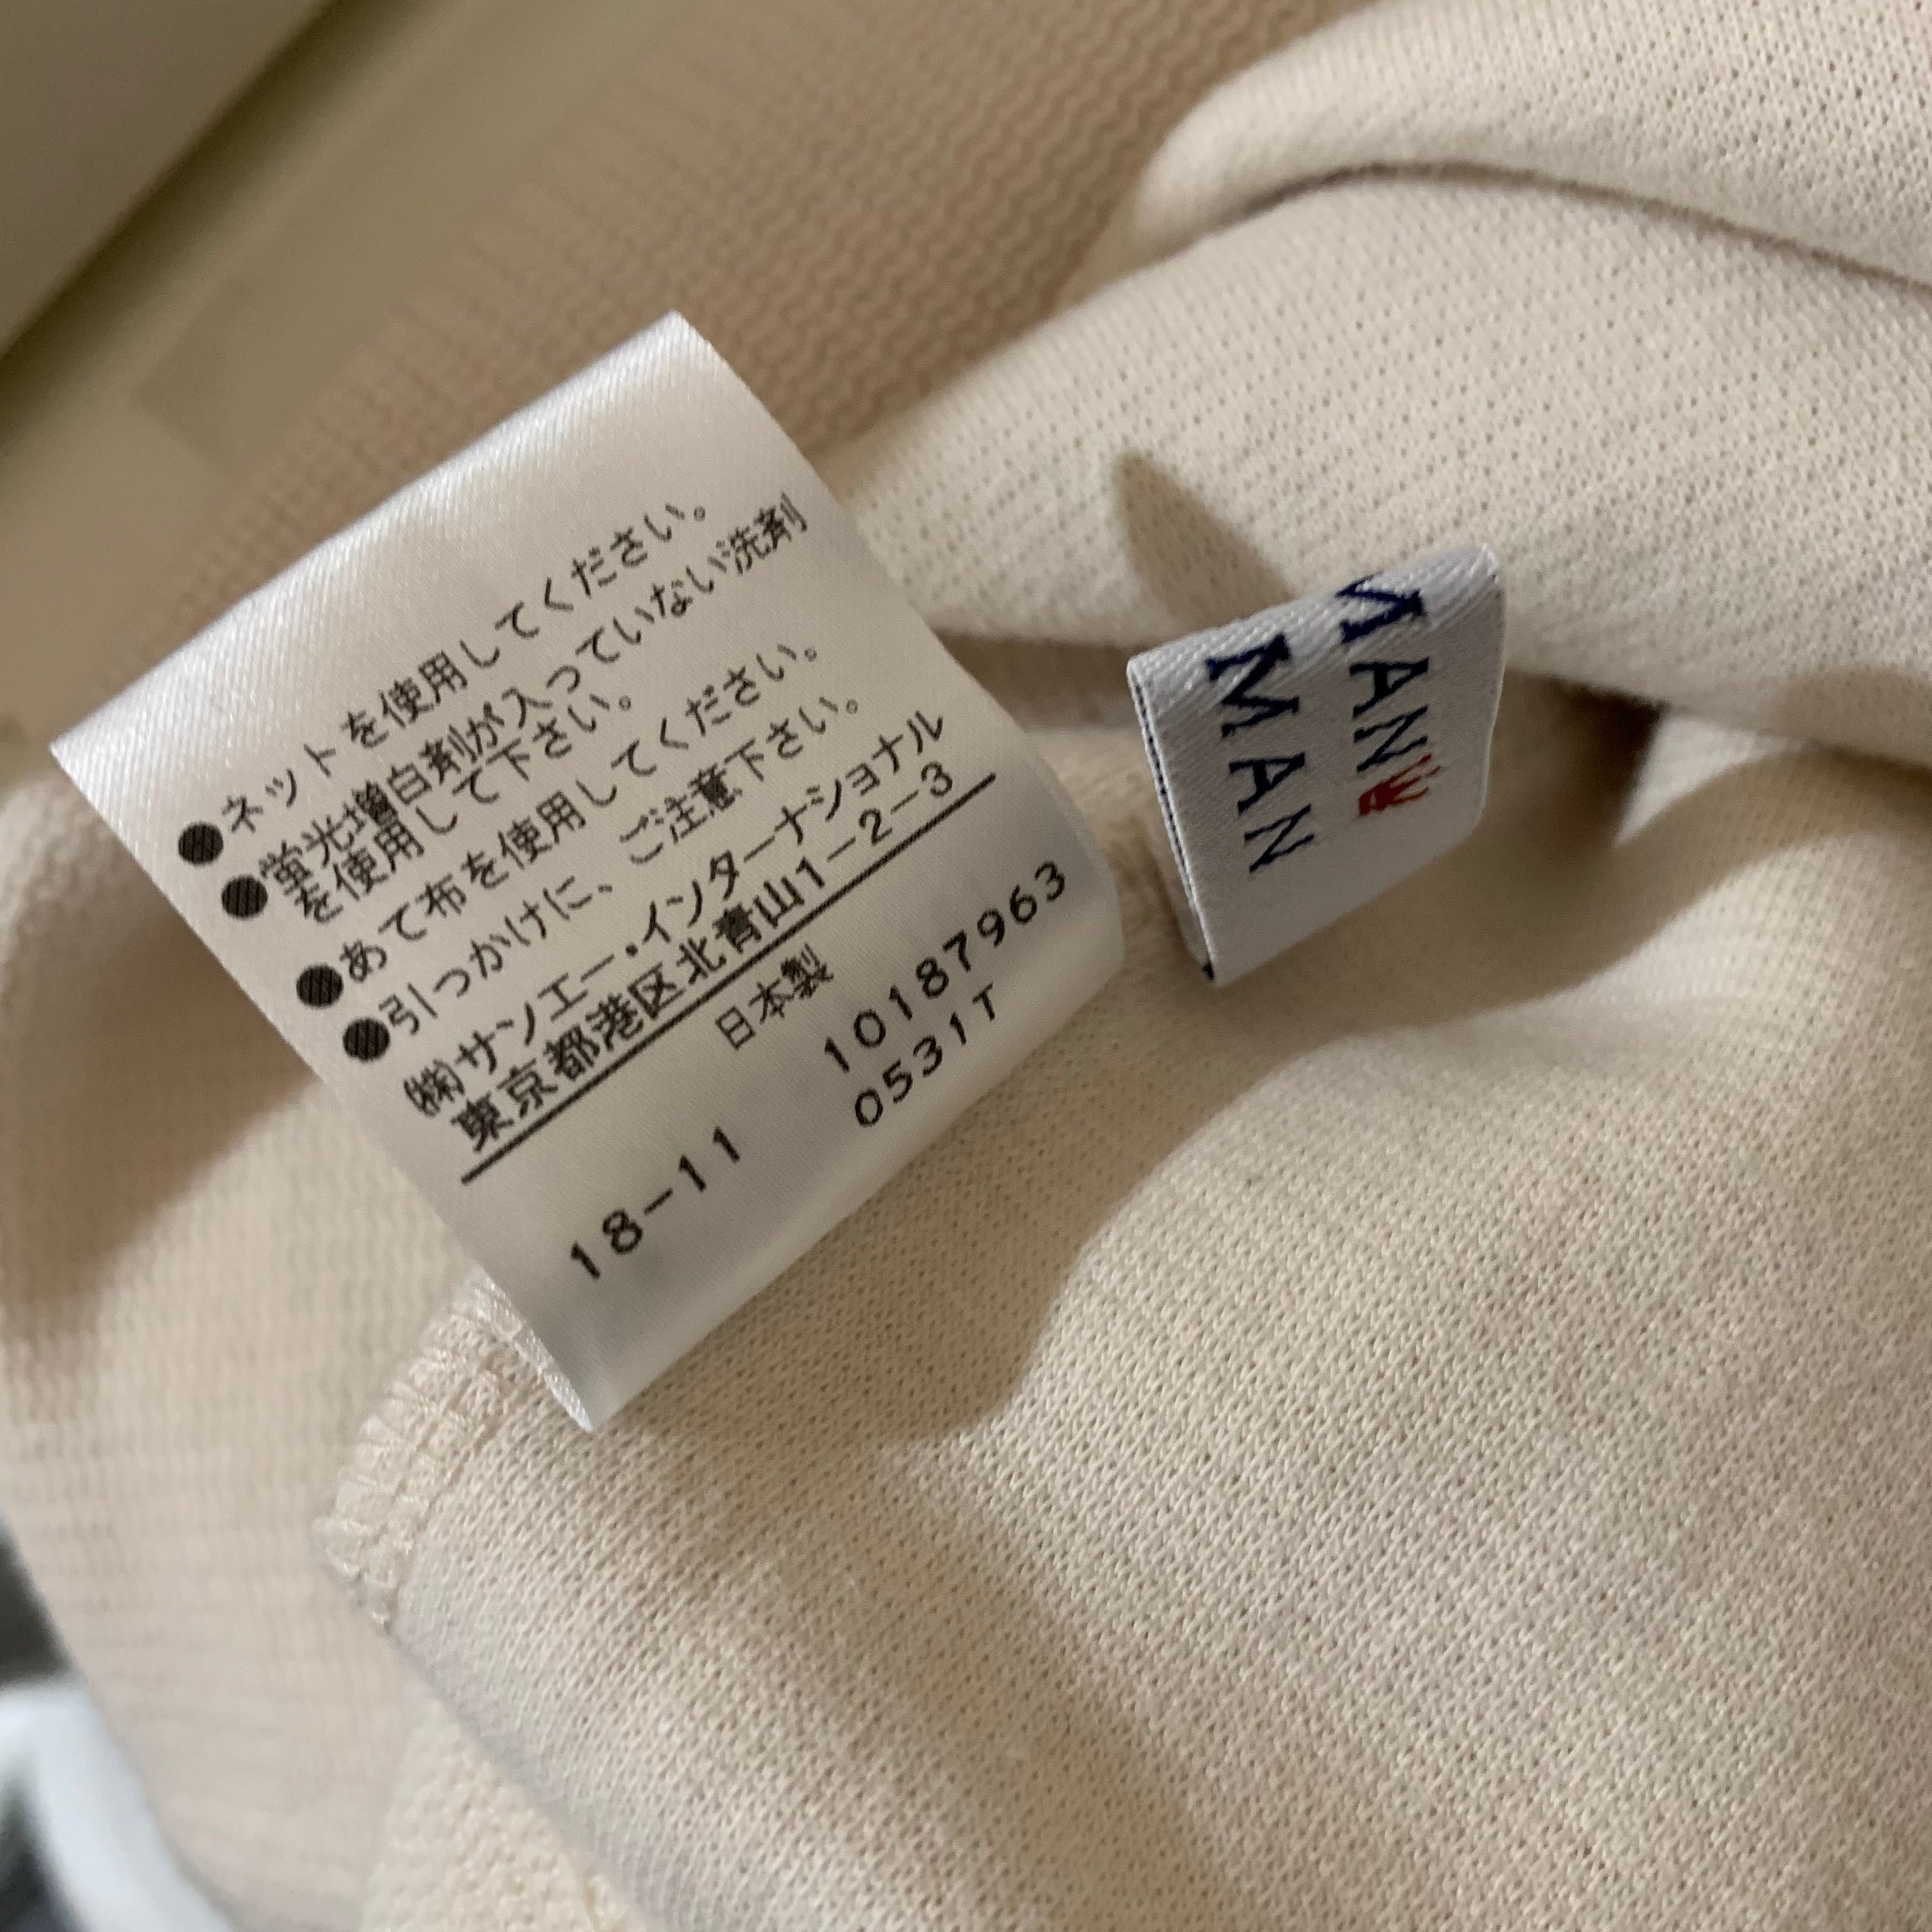 ●ネットを使用してください。
●蛍光増白剤が入っていない洗剤
を使用して下さい。
●あて布を使用してください。
●引っかけに、ご注意下さい。
㈱サンエー・インターナショナル
東京都港区北青山1-2-3
日本製
10187963
0531T
18-11
MAN